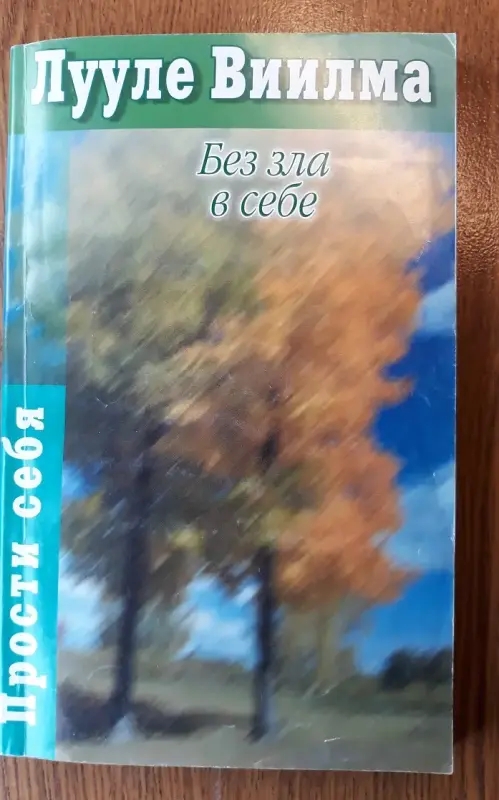 Лууле Виилма
Без зла
в себе
Прости себя